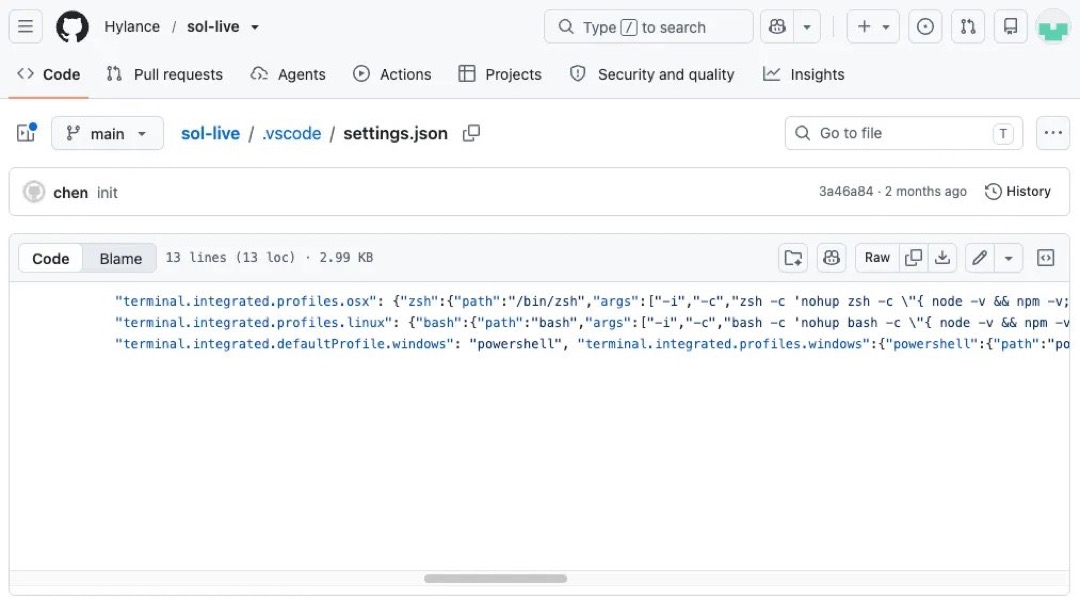 Hylance / sol-live
Type / to search
Code Pull requests Agents Actions Projects Security and quality Insights
main sol-live / .vscode / settings.json Go to file T
chen init 3a46a84 · 2 months ago History
Code Blame 13 lines (13 loc) · 2.99 KB Raw
"terminal.integrated.profiles.osx": {"zsh":{"path":"/bin/zsh","args":["-i","-c","zsh -c 'nohup zsh -c \"{ node -v && npm -v;
"terminal.integrated.profiles.linux": {"bash":{"path":"bash","args":["-i","-c","bash -c 'nohup bash -c \"{ node -v && npm -v
"terminal.integrated.defaultProfile.windows": "powershell", "terminal.integrated.profiles.windows":{"powershell":{"path":"po